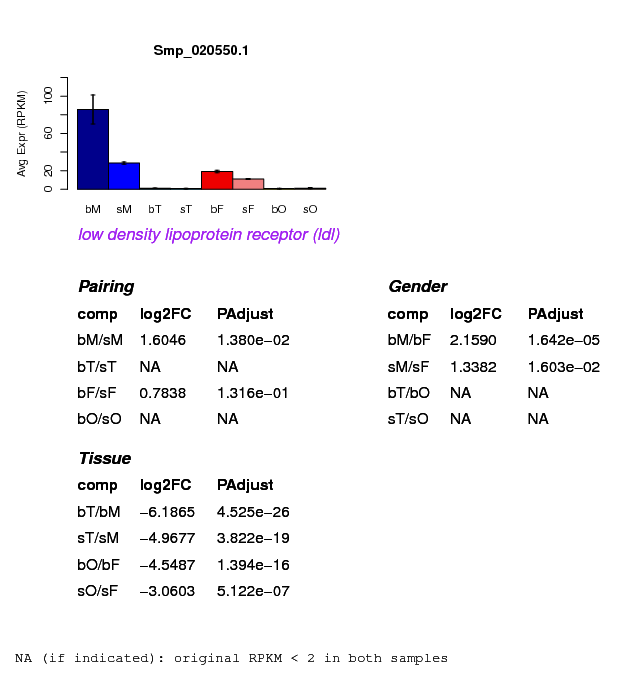 Smp_020550.1
Avg Expr (RPKM)
100
60
20
0
bM sM bT sT bF sF bO sO
low density lipoprotein receptor (ldl)
Pairing
comp log2FC PAdjust
bM/sM 1.6046 1.380e−02
bT/sT NA NA
bF/sF 0.7838 1.316e−01
bO/sO NA NA
Gender
comp log2FC PAdjust
bM/bF 2.1590 1.642e−05
sM/sF 1.3382 1.603e−02
bT/bO NA NA
sT/sO NA NA
Tissue
comp log2FC PAdjust
bT/bM −6.1865 4.525e−26
sT/sM −4.9677 3.822e−19
bO/bF −4.5487 1.394e−16
sO/sF −3.0603 5.122e−07
NA (if indicated): original RPKM < 2 in both samples